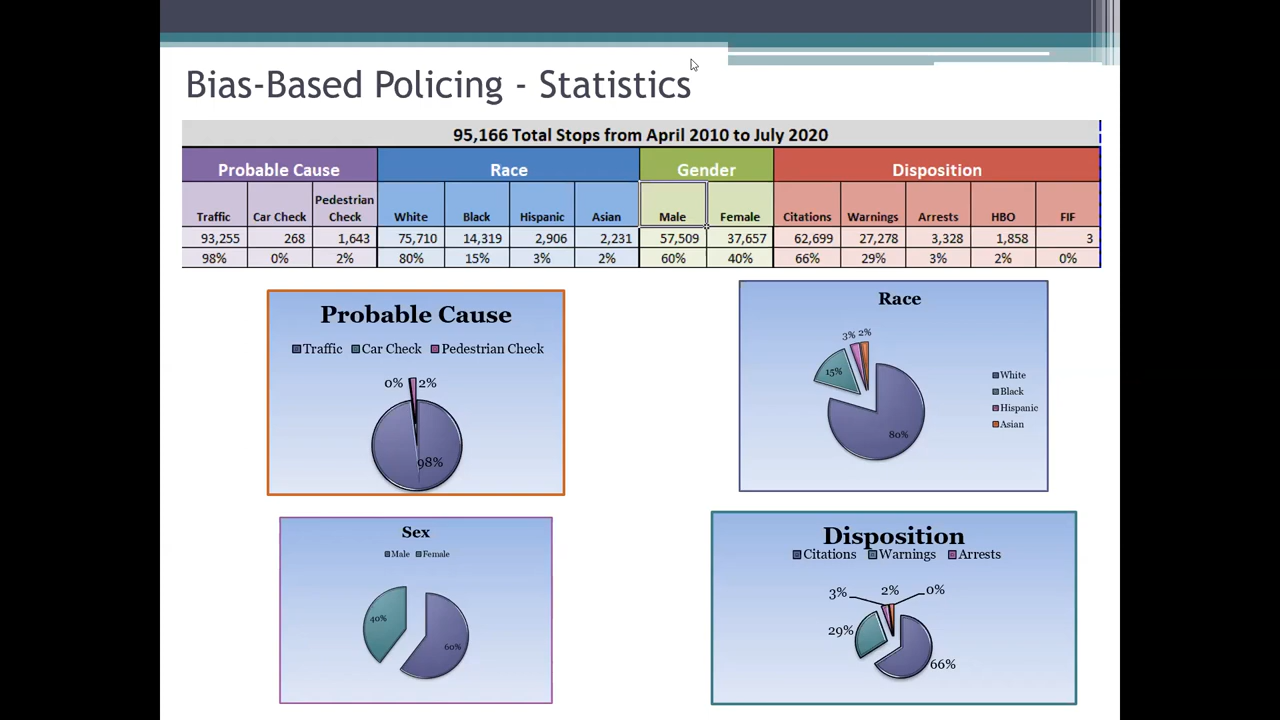 Bias-Based Policing - Statistics
95,166 Total Stops from April 2010 to July 2020
Probable Cause Race Gender Disposition
Traffic Car Check Pedestrian Check White Black Hispanic Asian Male Female Citations Warnings Arrests HBO FIF
93,255 268 1,643 75,710 14,319 2,906 2,231 57,509 37,657 62,699 27,278 3,328 1,858 3
98% 0% 2% 80% 15% 3% 2% 60% 40% 66% 29% 3% 2% 0%
Probable Cause
Traffic Car Check Pedestrian Check
0% 2%
98%
Race
3% 2%
15%
80%
White
Black
Hispanic
Asian
Sex
Male Female
40%
60%
Disposition
Citations Warnings Arrests
3% 2% 0%
29%
66%